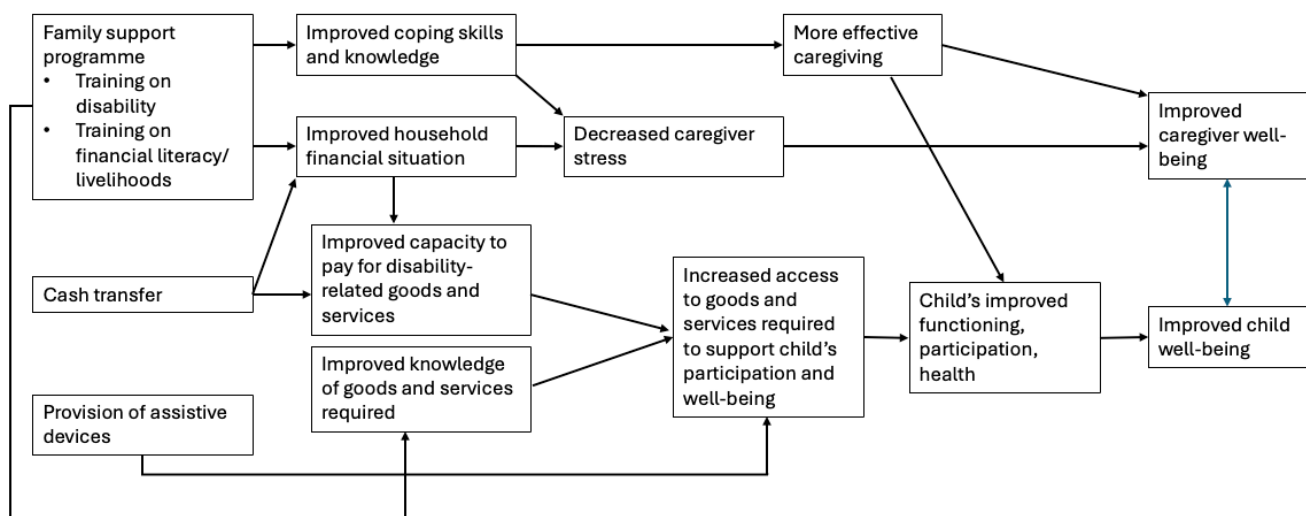 Family support
programme
• Training on
disability
• Training on
financial literacy/
livelihoods
Improved coping skills
and knowledge
More effective
caregiving
Improved household
financial situation
Decreased caregiver
stress
Improved
caregiver well-
being
Cash transfer
Improved capacity to
pay for disability-
related goods and
services
Increased access
to goods and
services required
to support child’s
participation and
well-being
Child’s improved
functioning,
participation,
health
Improved child
well-being
Improved knowledge
of goods and services
required
Provision of assistive
devices